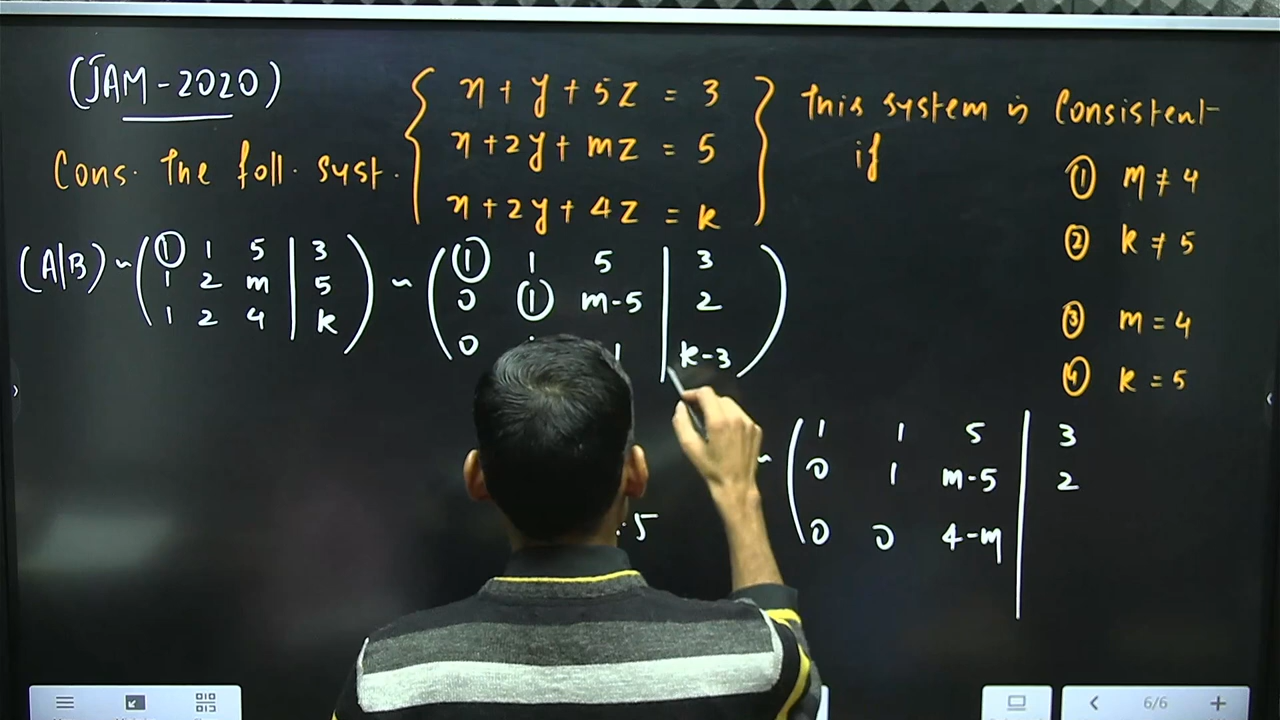 (JAM-2020)
Cons. The foll. syst.
x + y + 5z = 3
x + 2y + mz = 5
x + 2y + 4z = k
This system is Consistent
if
① m ≠ 4
② k ≠ 5
③ m = 4
④ k = 5
(A|B) ~ ( 1 1 5 | 3 ) ~ ( 1 1 5 | 3 )
1 2 m | 5
1 2 4 | k
0 1 m-5 | 2
0 1 | k-3
~ ( 1 1 5 | 3
0 1 m-5 | 2
0 0 4-m |
5
6/6